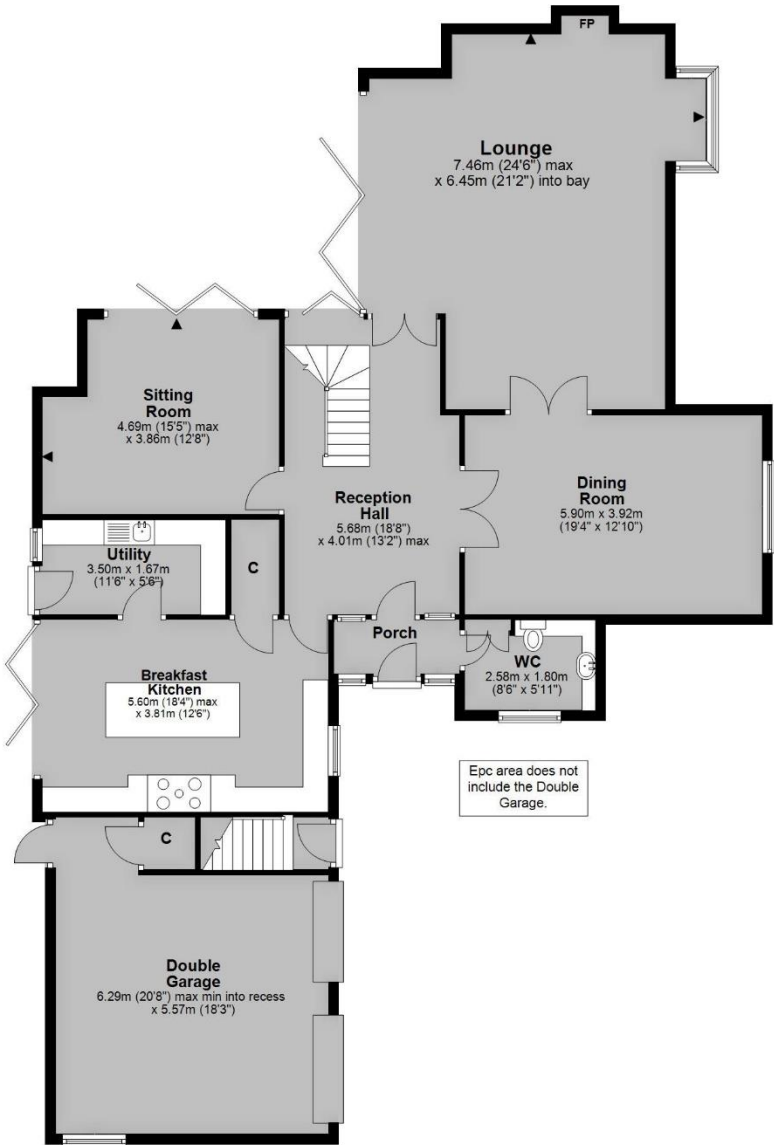 FP
Lounge
7.46m (24'6") max
x 6.45m (21'2") into bay
Sitting
Room
4.69m (15'5") max
x 3.86m (12'8")
Reception
Hall
5.68m (18'8")
x 4.01m (13'2") max
Dining
Room
5.90m x 3.92m
(19'4" x 12'10")
Utility
3.50m x 1.67m
(11'6" x 5'6")
C
Porch
WC
2.58m x 1.80m
(8'6" x 5'11")
Breakfast
Kitchen
5.60m (18'4") max
x 3.81m (12'6")
Epc area does not
include the Double
Garage.
C
Double
Garage
6.29m (20'8") max min into recess
x 5.57m (18'3")